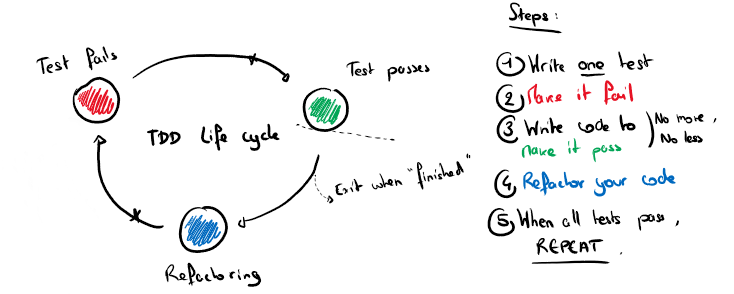 Test fails
Test passes
TDD Life cycle
Exit when "finished"
Refactoring
Steps :
1 Write one test
2 Make it fail
3 Write code to
make it pass
No more,
No less
4 Refactor your code
5 When all tests pass,
REPEAT.